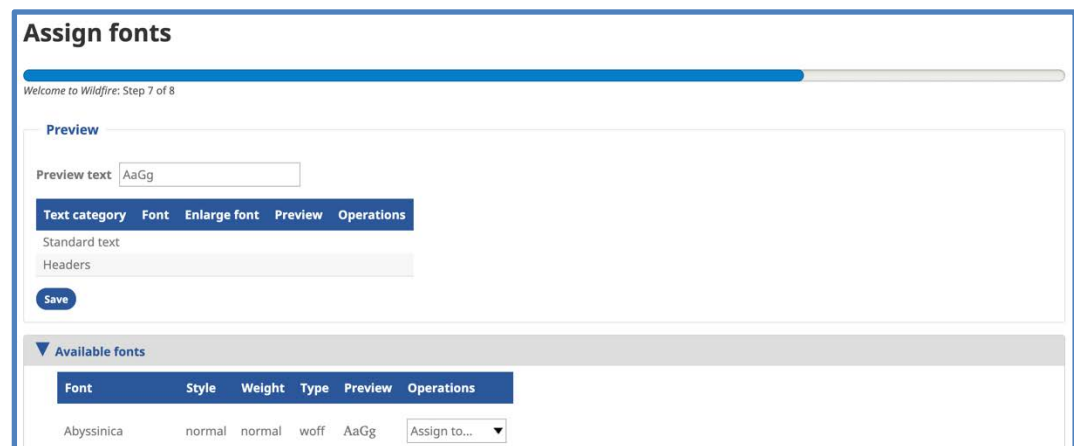 Assign fonts
Welcome to Wildfire: Step 7 of 8
Preview
Preview text AaGg
Text category Font Enlarge font Preview Operations
Standard text
Headers
Save
Available fonts
Font Style Weight Type Preview Operations
Abyssinica normal normal woff AaGg Assign to...